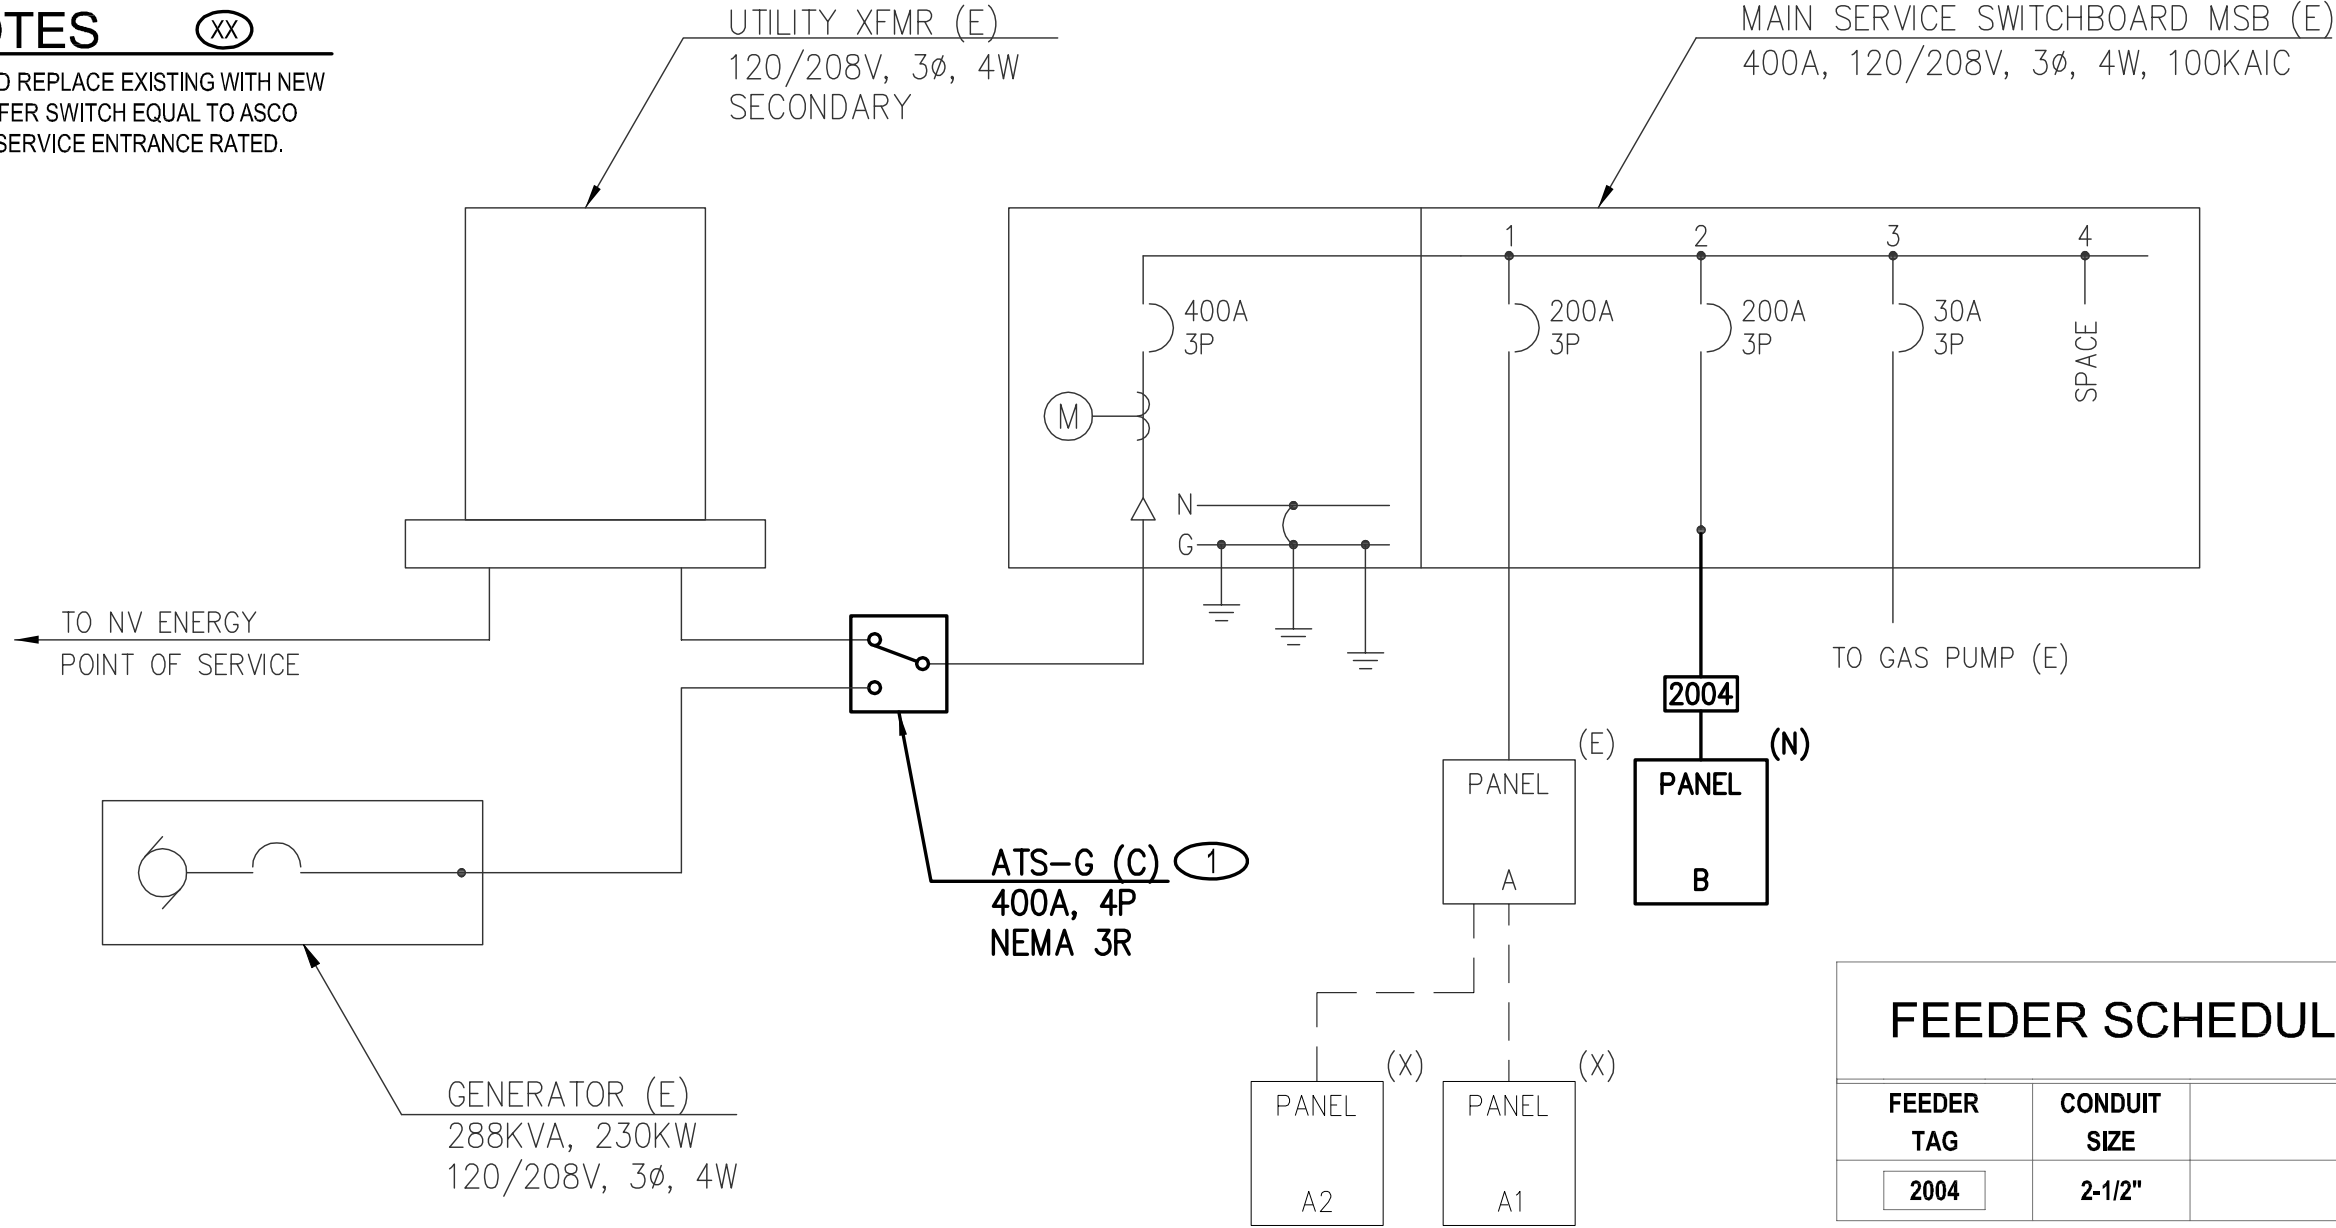 XX
D REPLACE EXISTING WITH NEW
FER SWITCH EQUAL TO ASCO
SERVICE ENTRANCE RATED.
UTILITY XFMR (E)
120/208V, 3ø, 4W
SECONDARY
MAIN SERVICE SWITCHBOARD MSB (E)
400A, 120/208V, 3ø, 4W, 100KAIC
1
2
3
4
400A
3P
200A
3P
200A
3P
30A
3P
SPACE
M
N
G
TO NV ENERGY
POINT OF SERVICE
TO GAS PUMP (E)
2004
(E)
(N)
PANEL
A
PANEL
B
ATS-G (C) 1
400A, 4P
NEMA 3R
(X)
(X)
PANEL
A2
PANEL
A1
GENERATOR (E)
288KVA, 230KW
120/208V, 3ø, 4W
FEEDER SCHEDUL
FEEDER
TAG
CONDUIT
SIZE
2004
2-1/2"